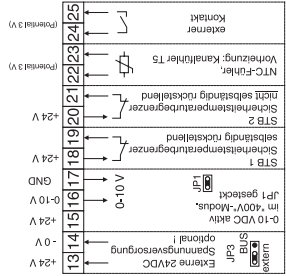 13 +24 V
Externe 24VDC
Spannungsversorgung
optional !
14 - 0 V
JP3
BUS
extern
15 +24 V
0-10 VDC aktiv
im "400V"-Modus,
JP1 gesteckt
JP1
16 0-10 V
0-10 V
17 GND
18 +24 V
STB 1
Sicherheitstemperaturbegrenzer
selbständig rückstellend
19
20 +24 V
STB 2
Sicherheitstemperaturbegrenzer
nicht selbständig rückstellend
21
22
NTC-Fühler,
Vorheizung: Kanalfühler T5
23 (Potential 3 V)
24
externer
Kontakt
25 (Potential 3 V)